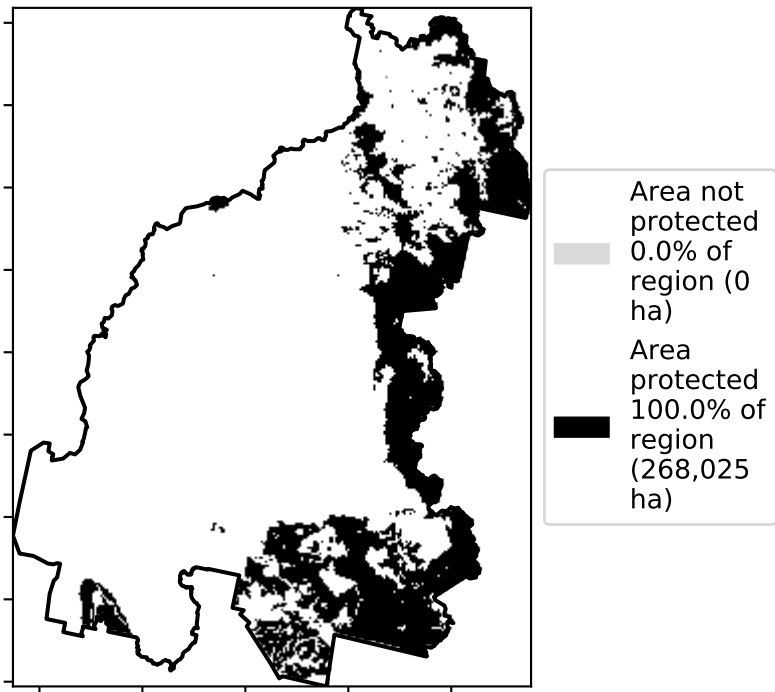 Area not
protected
0.0% of
region (0
ha)
Area
protected
100.0% of
region
(268,025
ha)